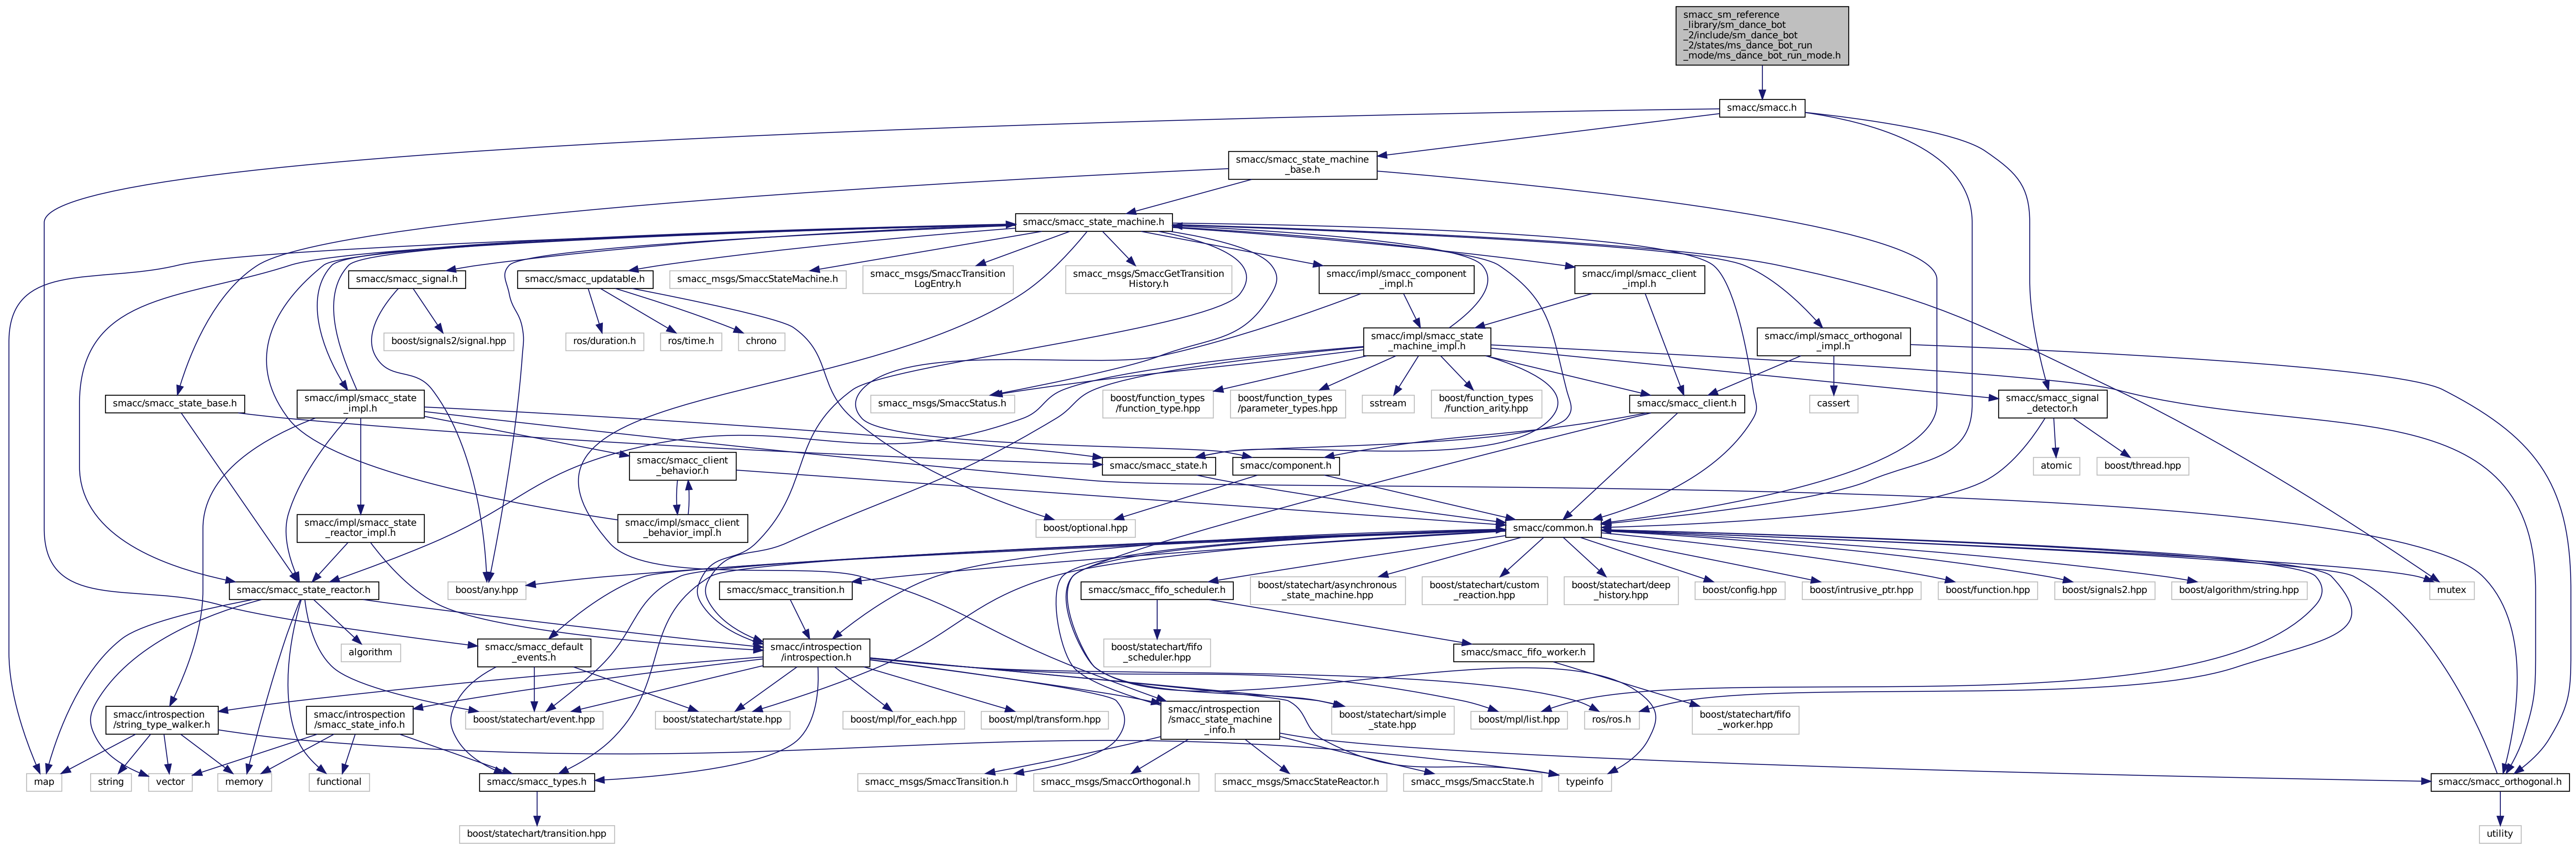 smacc_sm_reference
_library/sm_dance_bot
_2/include/sm_dance_bot
_2/states/ms_dance_bot_run
_mode/ms_dance_bot_run_mode.h
smacc/smacc.h
smacc/smacc_state_machine
_base.h
smacc/smacc_state_machine.h
smacc/smacc_signal.h
smacc/smacc_updatable.h
smacc_msgs/SmaccStateMachine.h
smacc_msgs/SmaccTransition
LogEntry.h
smacc_msgs/SmaccGetTransition
History.h
smacc/impl/smacc_component
_impl.h
smacc/impl/smacc_client
_impl.h
boost/signals2/signal.hpp
ros/duration.h
ros/time.h
chrono
smacc/impl/smacc_state
_machine_impl.h
smacc/impl/smacc_orthogonal
_impl.h
smacc/smacc_state_base.h
smacc/impl/smacc_state
_impl.h
smacc_msgs/SmaccStatus.h
boost/function_types
/function_type.hpp
boost/function_types
/parameter_types.hpp
sstream
boost/function_types
/function_arity.hpp
smacc/smacc_client.h
cassert
smacc/smacc_signal
_detector.h
smacc/smacc_client
_behavior.h
smacc/smacc_state.h
smacc/component.h
atomic
boost/thread.hpp
smacc/impl/smacc_state
_reactor_impl.h
smacc/impl/smacc_client
_behavior_impl.h
boost/optional.hpp
smacc/common.h
smacc/smacc_state_reactor.h
boost/any.hpp
smacc/smacc_transition.h
smacc/smacc_fifo_scheduler.h
boost/statechart/asynchronous
_state_machine.hpp
boost/statechart/custom
_reaction.hpp
boost/statechart/deep
_history.hpp
boost/config.hpp
boost/intrusive_ptr.hpp
boost/function.hpp
boost/signals2.hpp
boost/algorithm/string.hpp
mutex
algorithm
smacc/smacc_default
_events.h
smacc/introspection
/introspection.h
boost/statechart/fifo
_scheduler.hpp
smacc/smacc_fifo_worker.h
smacc/introspection
/string_type_walker.h
smacc/introspection
/smacc_state_info.h
boost/statechart/event.hpp
boost/statechart/state.hpp
boost/mpl/for_each.hpp
boost/mpl/transform.hpp
smacc/introspection
/smacc_state_machine
_info.h
boost/statechart/simple
_state.hpp
boost/mpl/list.hpp
ros/ros.h
boost/statechart/fifo
_worker.hpp
map
string
vector
memory
functional
smacc/smacc_types.h
smacc_msgs/SmaccTransition.h
smacc_msgs/SmaccOrthogonal.h
smacc_msgs/SmaccStateReactor.h
smacc_msgs/SmaccState.h
typeinfo
smacc/smacc_orthogonal.h
boost/statechart/transition.hpp
utility